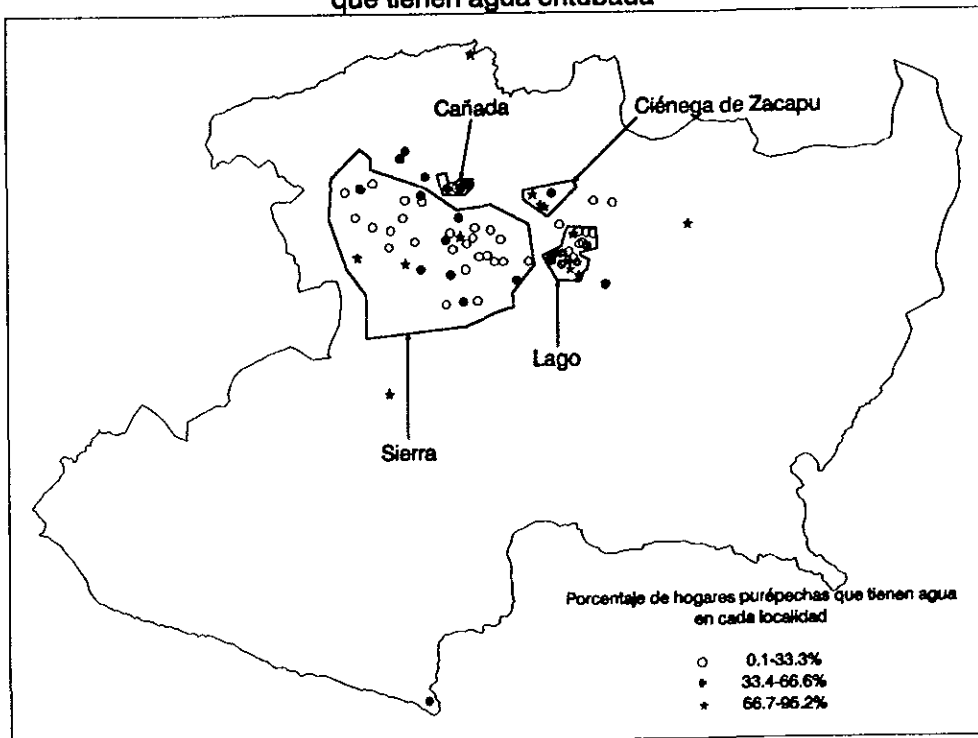 que tienen agua entubada
Cañada
Ciénega de Zacapu
Lago
Sierra
Porcentaje de hogares purépechas que tienen agua
en cada localidad
0.1-33.3%
33.4-66.6%
66.7-95.2%